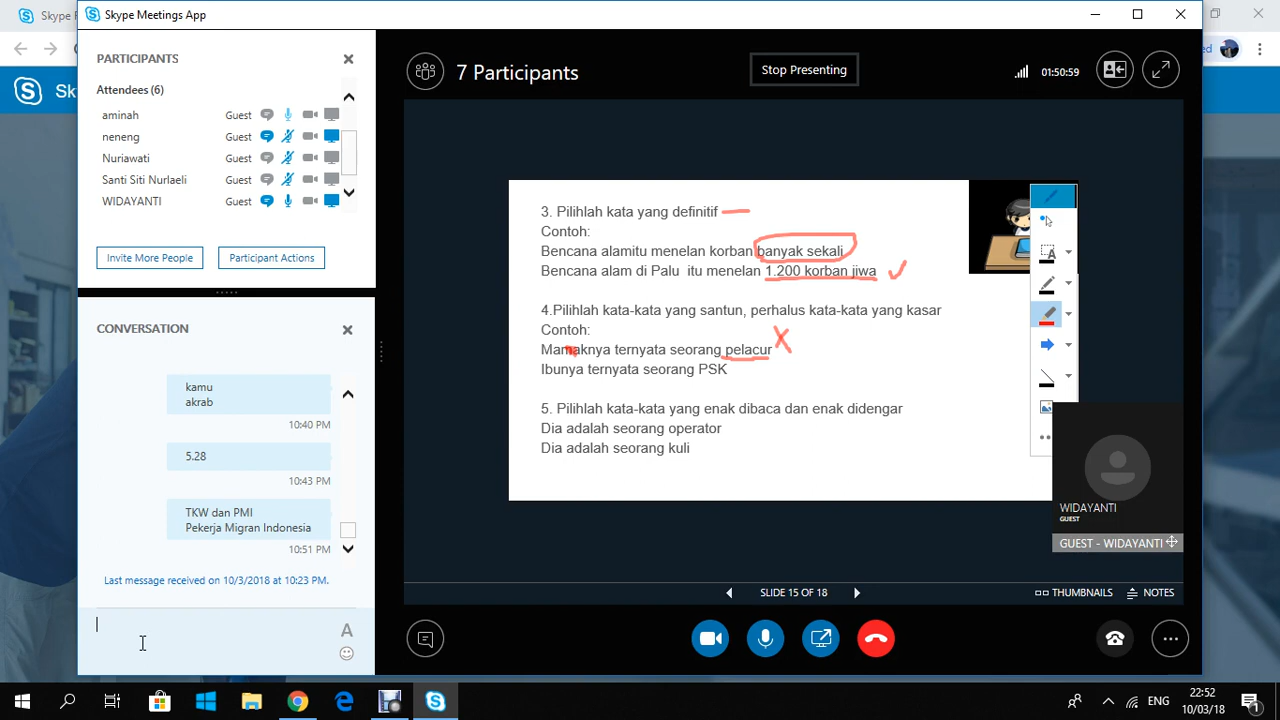 Skype
Skype Meetings App
Sky
PARTICIPANTS
Attendees (6)
aminah Guest
neneng Guest
Nuriawati Guest
Santi Siti Nurlaeli Guest
WIDAYANTI Guest
Invite More People
Participant Actions
CONVERSATION
kamu
akrab
10:40 PM
5.28
10:43 PM
TKW dan PMI
Pekerja Migran Indonesia
10:51 PM
Last message received on 10/3/2018 at 10:23 PM.
A
7 Participants
Stop Presenting
01:50:59
3. Pilihlah kata yang definitif
Contoh:
Bencana alamitu menelan korban banyak sekali
Bencana alam di Palu itu menelan 1.200 korban jiwa
4.Pilihlah kata-kata yang santun, perhalus kata-kata yang kasar
Contoh:
Mamaknya ternyata seorang pelacur
Ibunya ternyata seorang PSK
5. Pilihlah kata-kata yang enak dibaca dan enak didengar
Dia adalah seorang operator
Dia adalah seorang kuli
A
WIDAYANTI
GUEST
GUEST - WIDAYANTI
SLIDE 15 OF 18
THUMBNAILS
NOTES
ENG
22:52
10/03/18
1